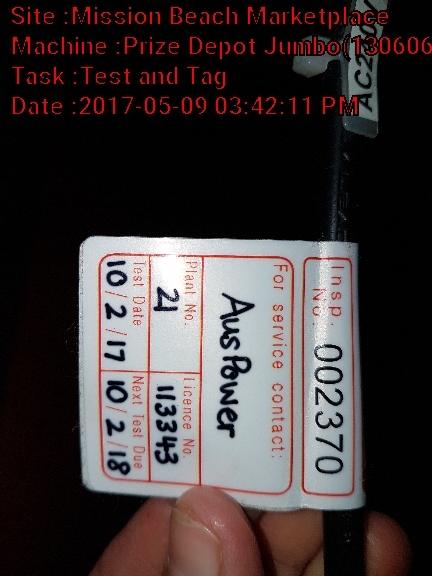 Site :Mission Beach Marketplace
Machine :Prize Depot Jumbo(130606
Task :Test and Tag
Date :2017-05-09 03:42:11 PM
Insp. No. 002370
For service contact:
AusPower
Plant No. Licence No.
21 113343
Test Date Next Test Due
10/2/17 10/2/18